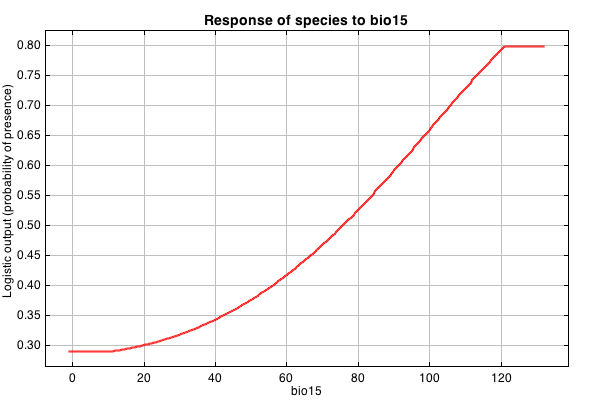 Response of species to bio15
Logistic output (probability of presence)
0.80
0.75
0.70
0.65
0.60
0.55
0.50
0.45
0.40
0.35
0.30
0 20 40 60 80 100 120
bio15